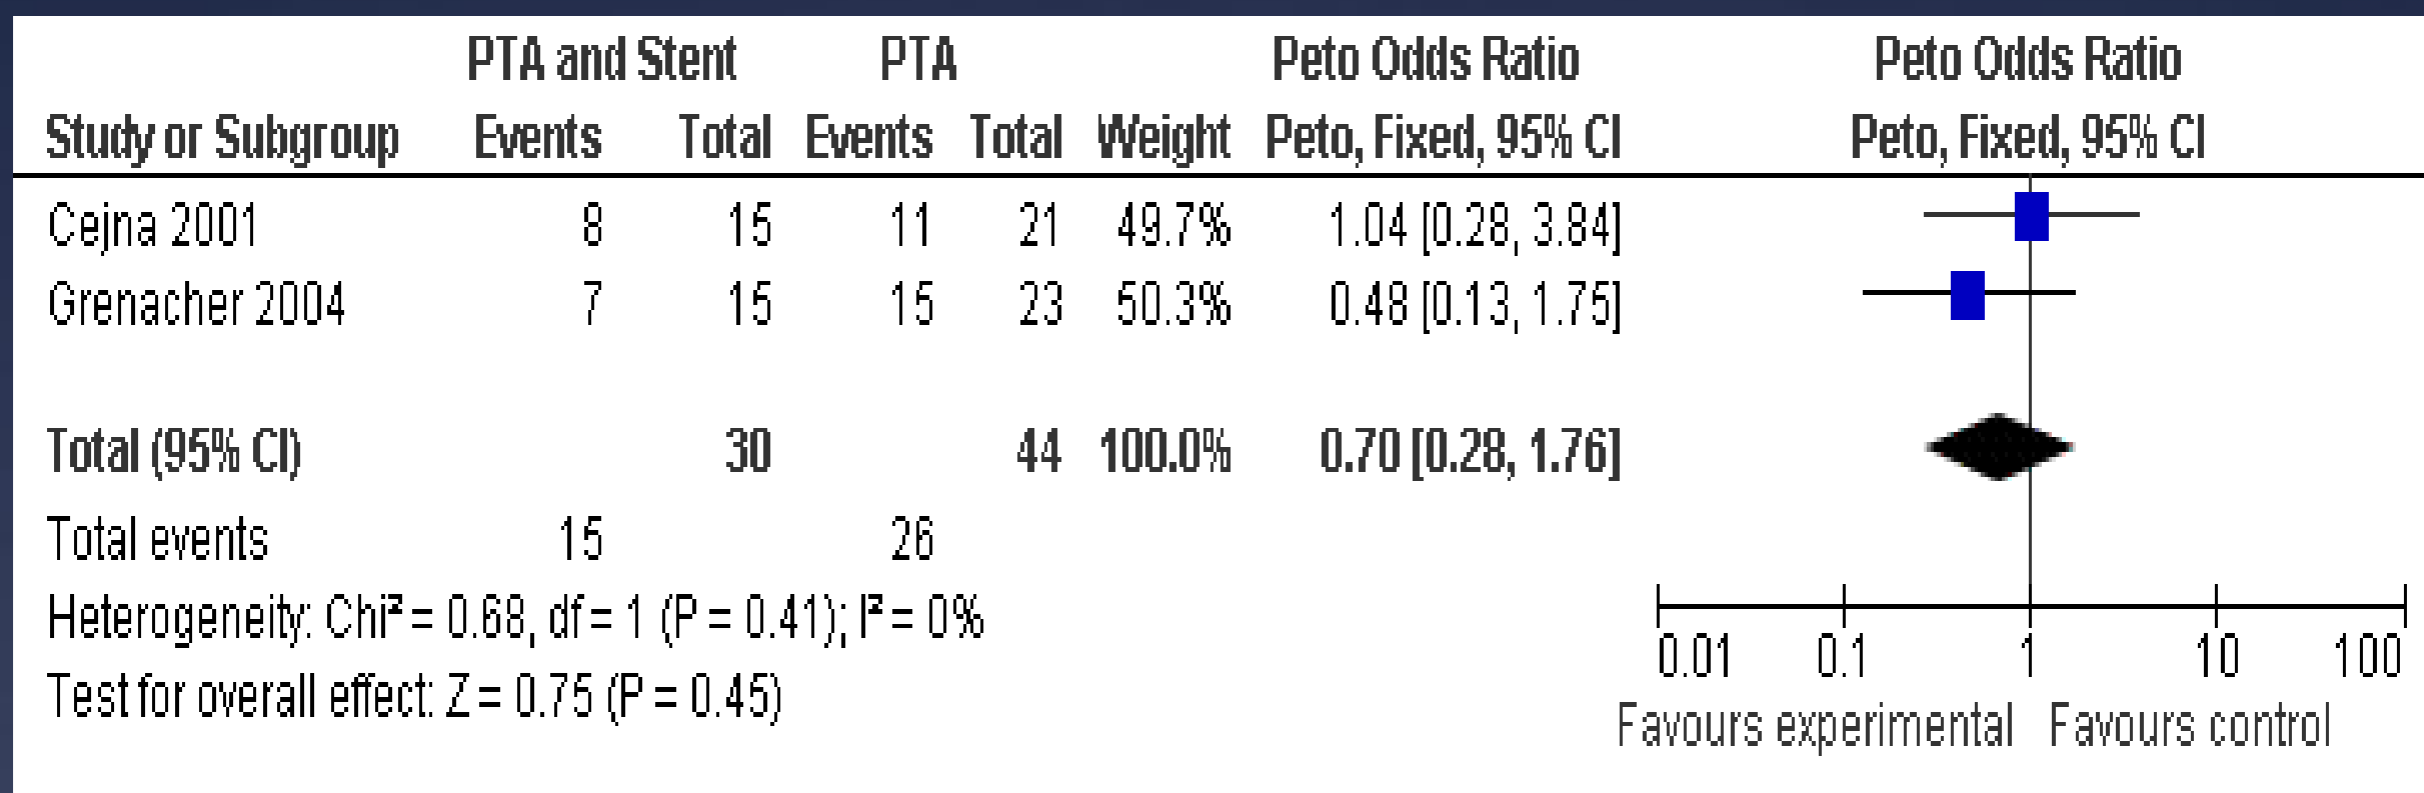 PTA and Stent PTA Peto Odds Ratio Peto Odds Ratio
Study or Subgroup Events Total Events Total Weight Peto, Fixed, 95% CI Peto, Fixed, 95% CI
Cejna 2001 8 15 11 21 49.7% 1.04 [0.28, 3.84]
Grenacher 2004 7 15 15 23 50.3% 0.48 [0.13, 1.75]
Total (95% CI) 30 44 100.0% 0.70 [0.28, 1.76]
Total events 15 26
Heterogeneity: Chi² = 0.68, df = 1 (P = 0.41); I² = 0%
Test for overall effect: Z = 0.75 (P = 0.45)
0.01 0.1 1 10 100
Favours experimental Favours control